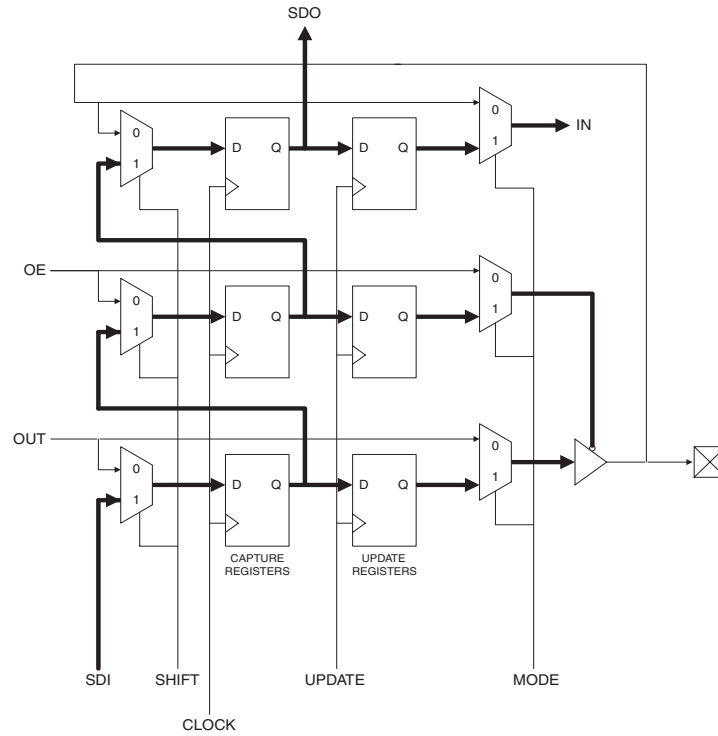 SDO
0
0
IN
D Q
D Q
1
1
OE
0
0
D Q
D Q
1
1
OUT
0
0
D Q
D Q
1
1
CAPTURE
REGISTERS
UPDATE
REGISTERS
SDI
SHIFT
UPDATE
MODE
CLOCK